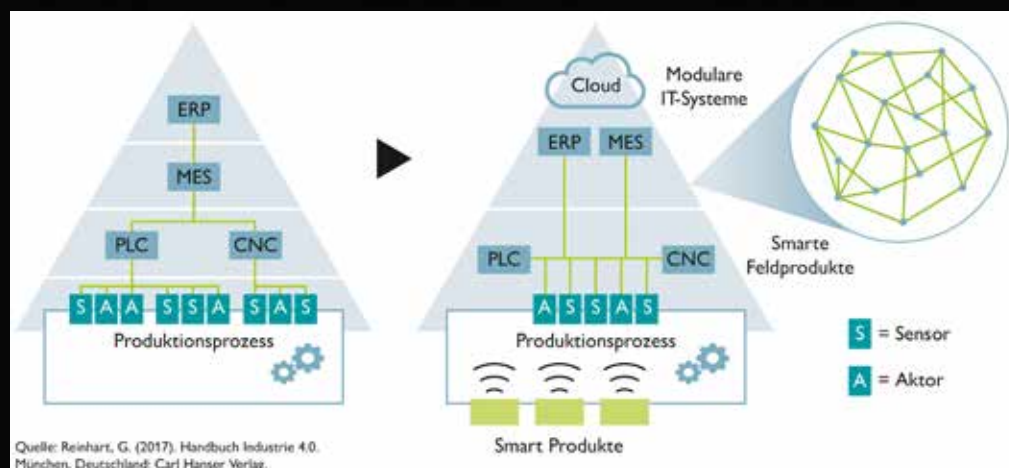 ERP
MES
PLC
CNC
S A A S S A S A S
Produktionsprozess
Cloud
Modulare
IT-Systeme
ERP MES
PLC
CNC
A S S A S
Produktionsprozess
Smart Produkte
Smarte
Feldprodukte
S = Sensor
A = Aktor
Quelle: Reinhart, G. (2017). Handbuch Industrie 4.0.
München, Deutschland: Carl Hanser Verlag.